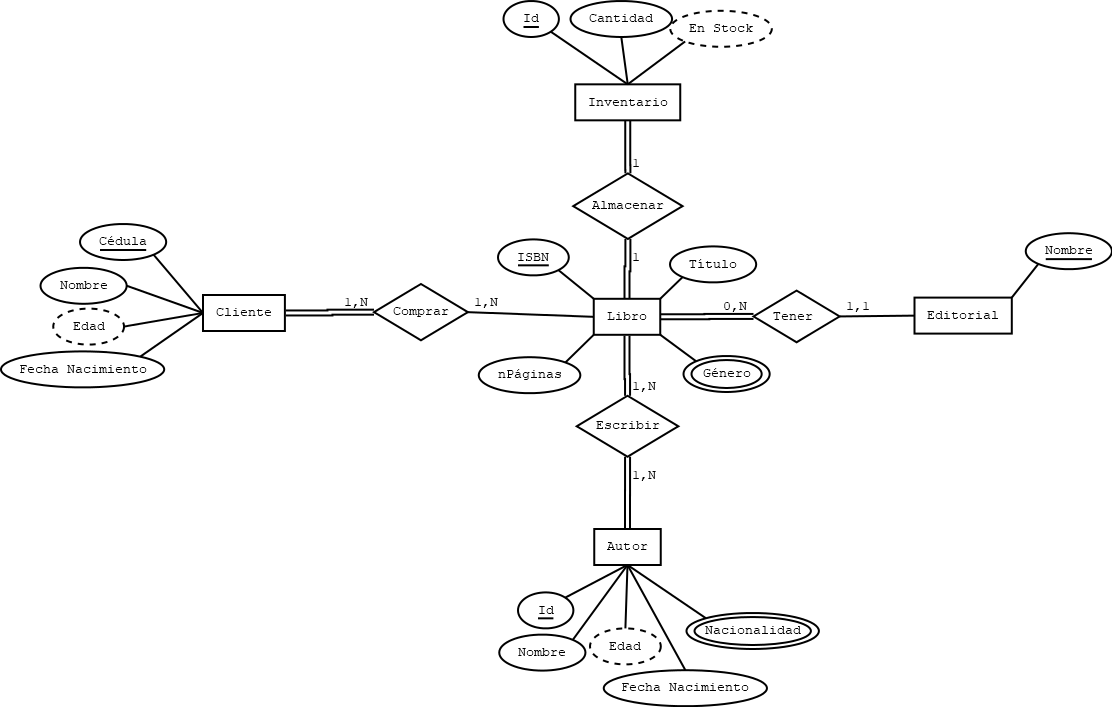 Id
Cantidad
En Stock
Inventario
1
Almacenar
1
Cédula
Nombre
Edad
Fecha Nacimiento
Cliente
1,N
Comprar
1,N
ISBN
Título
Libro
nPáginas
Género
0,N
Tener
1,1
Editorial
Nombre
1,N
Escribir
1,N
Autor
Id
Nombre
Edad
Fecha Nacimiento
Nacionalidad